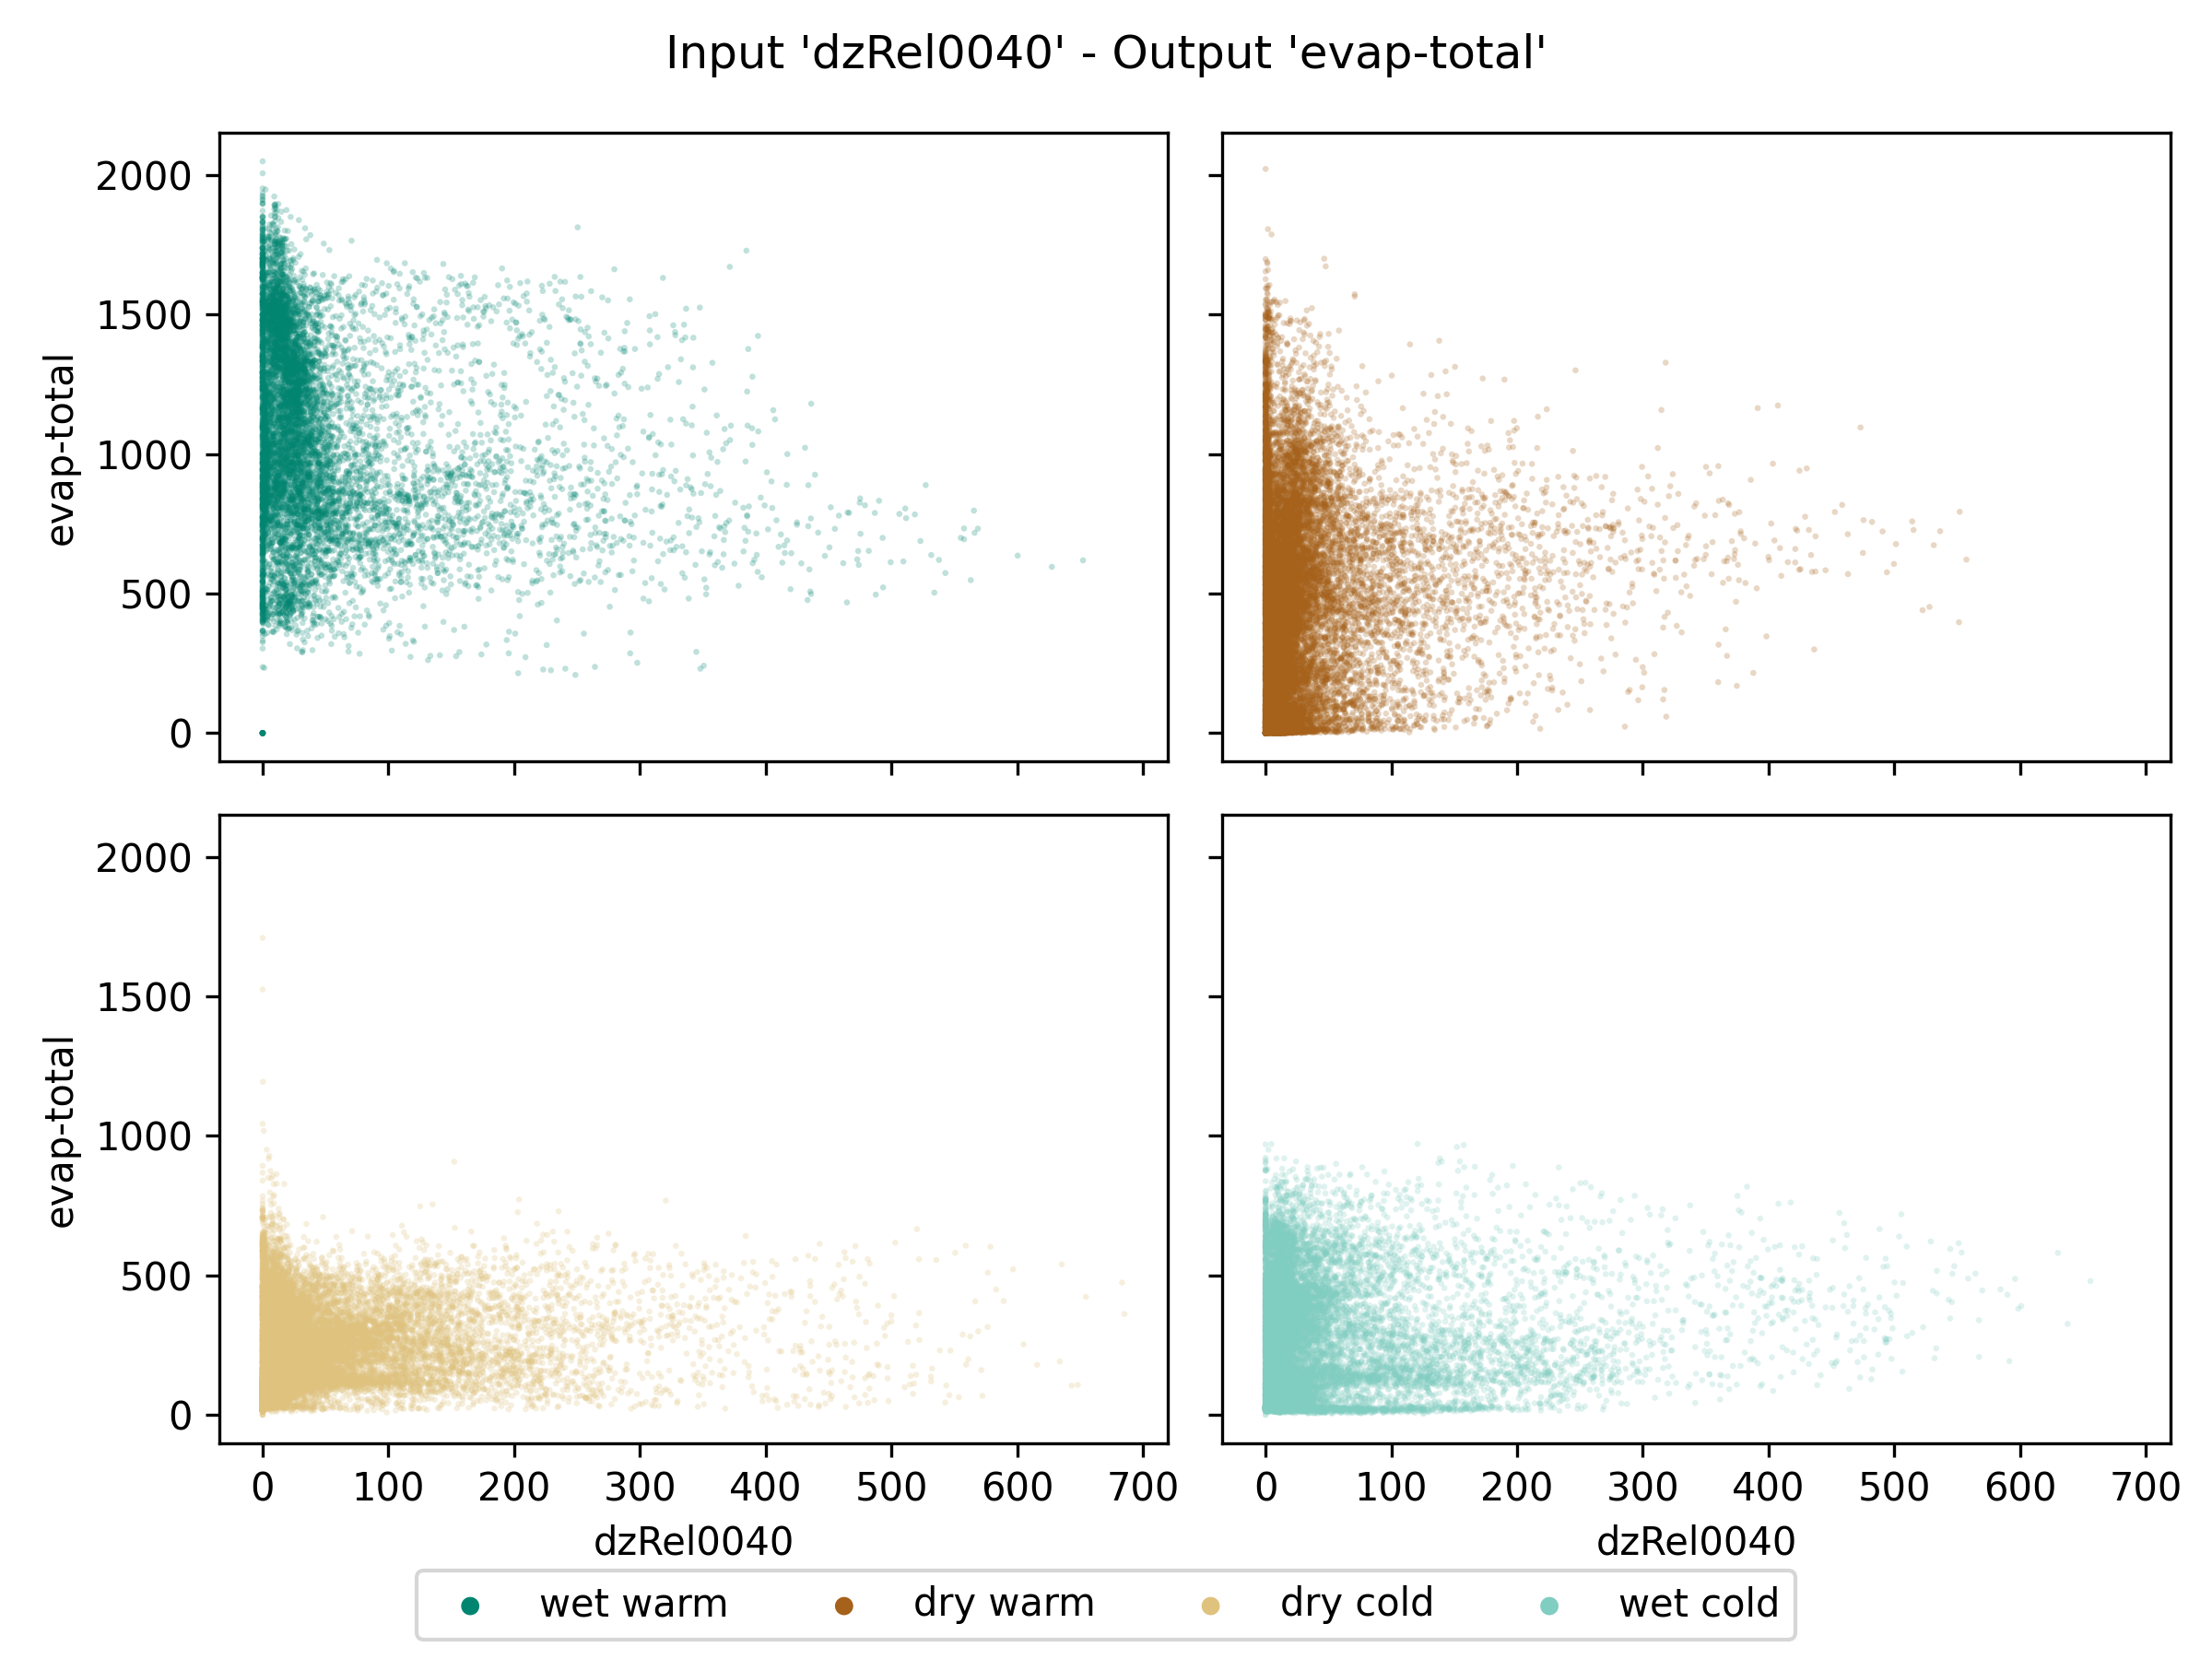 Input 'dzRel0040' - Output 'evap-total'
evap-total
2000
1500
1000
500
0
evap-total
2000
1500
1000
500
0
0 100 200 300 400 500 600 700
0 100 200 300 400 500 600 700
dzRel0040
dzRel0040
wet warm dry warm dry cold wet cold